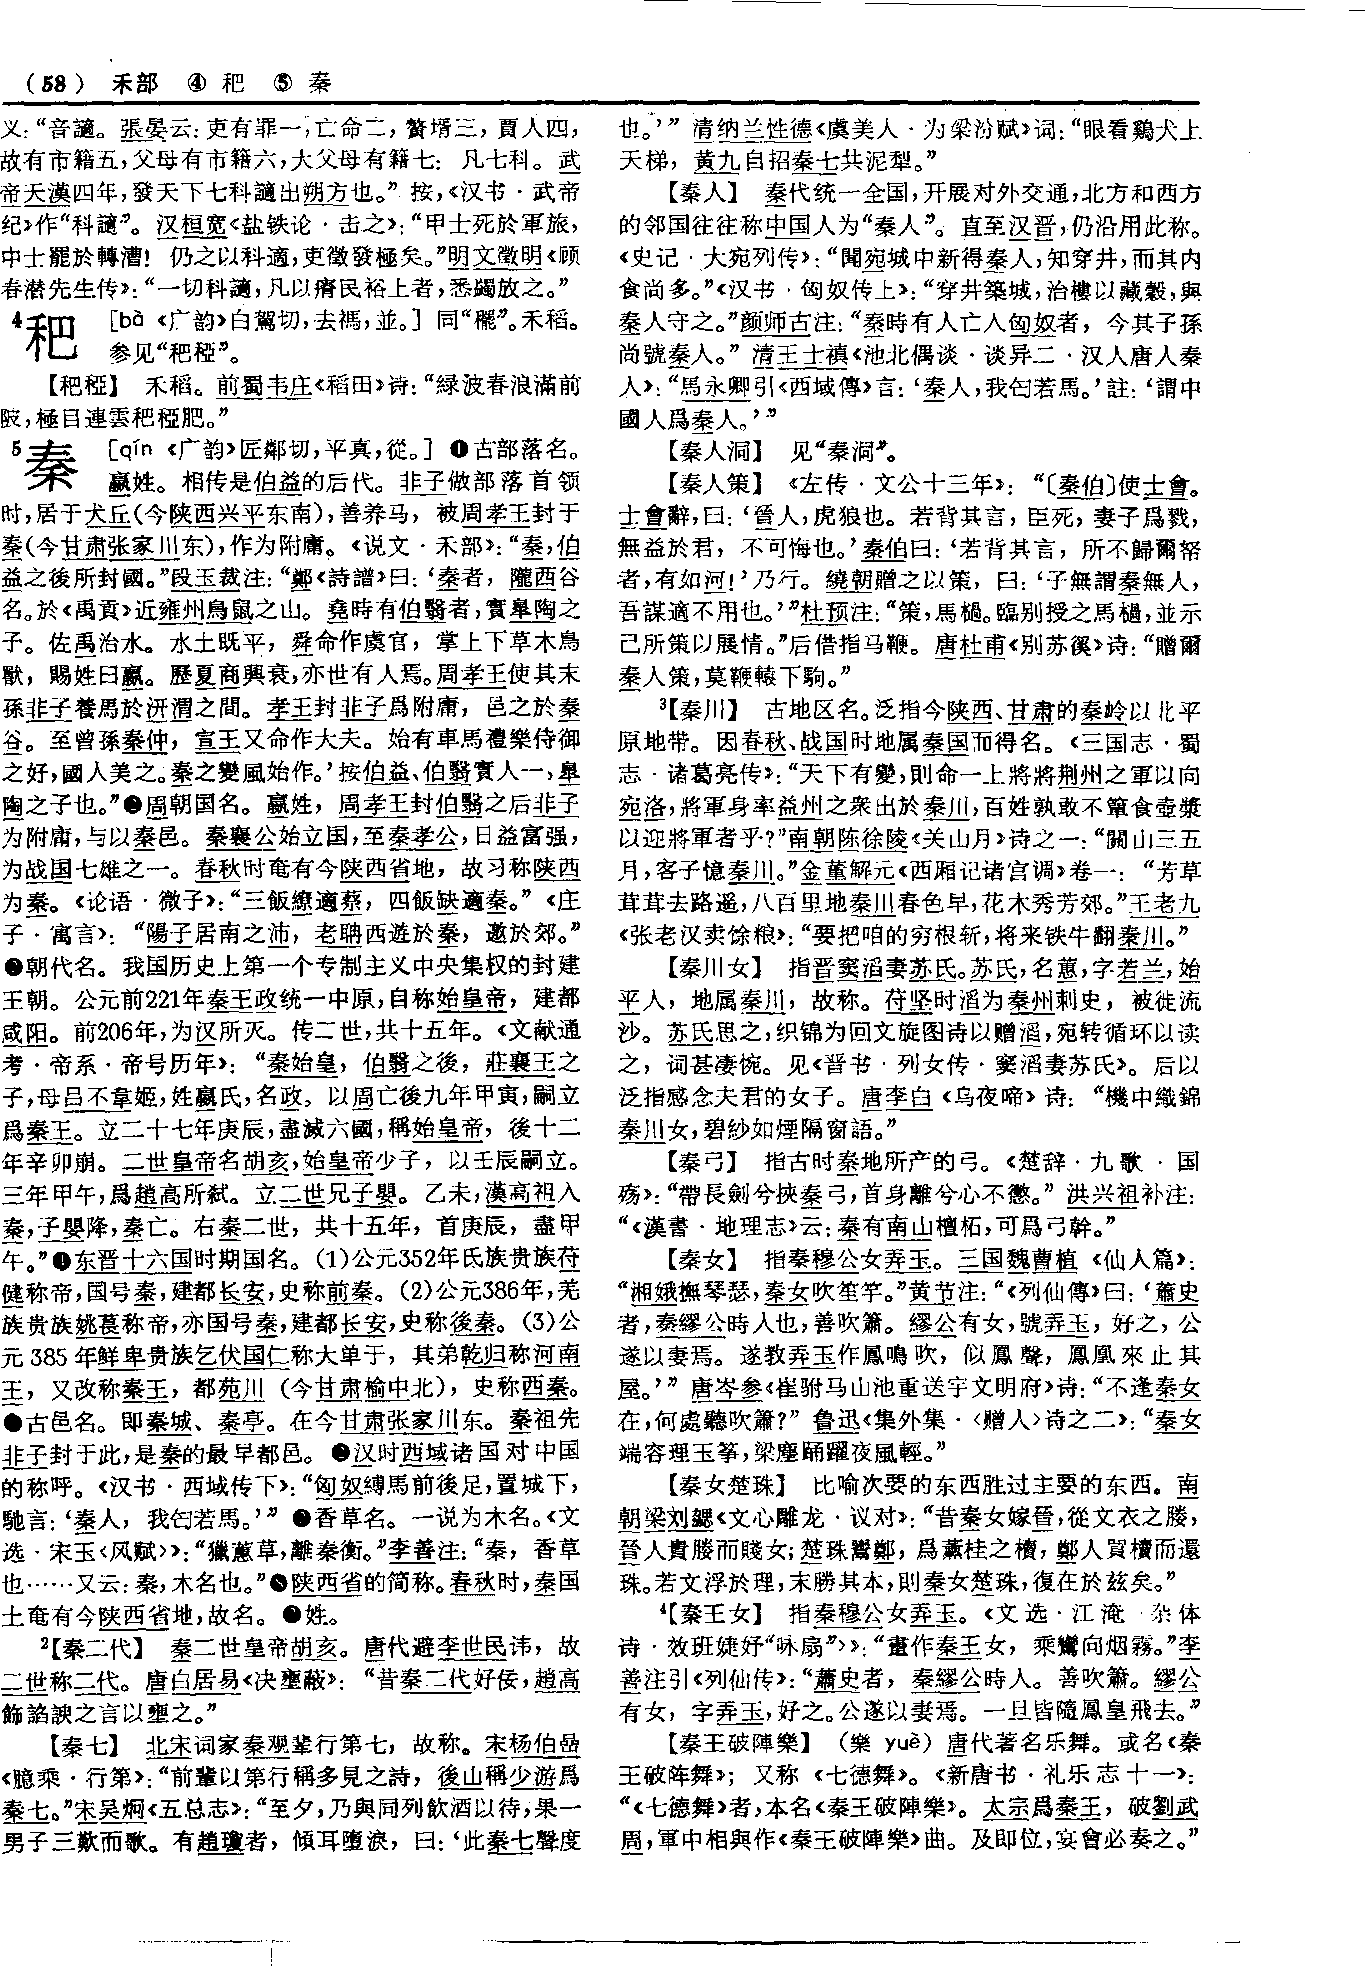 （58） 禾部 ④ 秅 ⑤ 秦
义：“音讁。張晏云：吏有罪一，亡命二，贅壻三，賈人四，
故有市籍五，父母有市籍六，大父母有籍七：凡七科。武
帝天漢四年，發天下七科讁出朔方也。”按，《汉书·武帝
纪》作“科讁”。汉桓宽《盐铁论·击之》：“甲士死於軍旅，
中士罷於轉漕！仍之以科適，吏徵發極矣。”明文徵明《顾
春潜先生传》：“一切科讁，凡以瘠民裕上者，悉蠲放之。”
4 䆉 [bà 《广韵》白駕切，去禡，並。] 同“䆉”。禾稻。
参见“䆉稏”。
【䆉稏】 禾稻。前蜀韦庄《稻田》诗：“緑波春浪滿前
陂，極目連雲䆉稏肥。”
5 秦 [qín 《广韵》匠鄰切，平真，從。] ❶古部落名。
嬴姓。相传是伯益的后代。非子做部落首领
时，居于犬丘(今陕西兴平东南)，善养马，被周孝王封于
秦(今甘肃张家川东)，作为附庸。《说文·禾部》：“秦，伯
益之後所封國。”段玉裁注：“鄭《詩譜》曰：‘秦者，隴西谷
名。於《禹貢》近雍州鳥鼠之山。堯時有伯翳者，實臯陶之
子。佐禹治水。水土既平，舜命作虞官，掌上下草木鳥
獸，賜姓曰嬴。歷夏商興衰，亦世有人焉。周孝王使其末
孫非子養馬於汧渭之間。孝王封非子爲附庸，邑之於秦
谷。至曾孫秦仲，宣王又命作大夫。始有車馬禮樂侍御
之好，國人美之。秦之變風始作。’按伯益、伯翳實人一，臯
陶之子也。”❷周朝国名。嬴姓，周孝王封伯翳之后非子
为附庸，与以秦邑。秦襄公始立国，至秦孝公，日益富强，
为战国七雄之一。春秋时奄有今陕西省地，故习称陕西
为秦。《论语·微子》：“三飯繚適蔡，四飯缺適秦。”《庄
子·寓言》：“陽子居南之沛，老聃西遊於秦，邀於郊。”
❸朝代名。我国历史上第一个专制主义中央集权的封建
王朝。公元前221年秦王政统一中原，自称始皇帝，建都
咸阳。前206年，为汉所灭。传二世，共十五年。《文献通
考·帝系·帝号历年》：“秦始皇，伯翳之後，莊襄王之
子，母吕不韋姬，姓嬴氏，名政。以周亡後九年甲寅，嗣立
爲秦王。立二十七年庚辰，盡滅六國，稱始皇帝，後十二
年辛卯崩。二世皇帝名胡亥，始皇帝少子，以壬辰嗣立。
三年甲午，爲趙高所弑。立二世兄子嬰。乙未，漢高祖入
秦，子嬰降，秦亡。右秦二世，共十五年，首庚辰，盡甲
午。”❹东晋十六国时期国名。(1)公元352年氐族贵族苻
健称帝，国号秦，建都长安，史称前秦。(2)公元386年，羌
族贵族姚萇称帝，亦国号秦，建都长安，史称後秦。(3)公
元385年鲜卑贵族乞伏国仁称大单于，其弟乾归称河南
王，又改称秦王，都苑川（今甘肃榆中北），史称西秦。
❺古邑名。即秦城、秦亭。在今甘肃张家川东。秦祖先
非子封于此，是秦的最早都邑。❻汉时西域诸国对中国
的称呼。《汉书·西域传下》：“匈奴縛馬前後足，置城下，
馳言：‘秦人，我匄若馬。’”❼香草名。一说为木名。《文
选·宋玉〈风赋〉》：“獵蕙草，離秦衡。”李善注：“秦，香草
也……又云：秦，木名也。”❽陕西省的简称。春秋时，秦国
土奄有今陕西省地，故名。❾姓。
2【秦二代】 秦二世皇帝胡亥。唐代避李世民讳，故
二世称二代。唐白居易《决壅蔽》：“昔秦二代好佞，趙高
飾諂諛之言以壅之。”
【秦七】 北宋词家秦观辈行第七，故称。宋杨伯嵒
《臆乘·行第》：“前輩以第行稱多見之詩，後山稱少游爲
秦七。”宋吴炯《五总志》：“至夕，乃與同列飲酒以待，果一
男子三歎而歌。有趙瓊者，傾耳墮淚，曰：‘此秦七聲度
也。’”清纳兰性德《虞美人·为梁汾赋》词：“眼看鷄犬上
天梯，黄九自招秦七共泥犁。”
【秦人】 秦代统一全国，开展对外交通，北方和西方
的邻国往往称中国人为“秦人”。直至汉晋，仍沿用此称。
《史记·大宛列传》：“聞宛城中新得秦人，知穿井，而其内
食尚多。”《汉书·匈奴传上》：“穿井築城，治樓以藏穀，與
秦人守之。”颜师古注：“秦時有人亡人匈奴者，今其子孫
尚號秦人。”清王士禛《池北偶谈·谈异二·汉人唐人秦
人》：“馬永卿引《西域傳》言：‘秦人，我匄若馬。’註：‘謂中
國人爲秦人。’”
【秦人洞】 见“秦洞”。
【秦人策】 《左传·文公十三年》：“〔秦伯〕使士會。
士會辭，曰：‘晉人，虎狼也。若背其言，臣死，妻子爲戮，
無益於君，不可悔也。’秦伯曰：‘若背其言，所不歸爾帑
者，有如河！’乃行。繞朝贈之以策，曰：‘子無謂秦無人，
吾謀適不用也。’”杜预注：“策，馬檛。臨别授之馬檛，並示
己所策以展情。”后借指马鞭。唐杜甫《别苏徯》诗：“贈爾
秦人策，莫鞭轅下駒。”
3【秦川】 古地区名。泛指今陕西、甘肃的秦岭以北平
原地带。因春秋、战国时地属秦国而得名。《三国志·蜀
志·诸葛亮传》：“天下有變，則命一上將將荆州之軍以向
宛洛，將軍身率益州之衆出於秦川，百姓孰敢不簞食壺漿
以迎將軍者乎？”南朝陈徐陵《关山月》诗之一：“關山三五
月，客子憶秦川。”金董解元《西厢记诸宫调》卷一：“芳草
茸茸去路遥，八百里地秦川春色早，花木秀芳郊。”王老九
《张老汉卖馀粮》：“要把咱的穷根斩，将来铁牛翻秦川。”
【秦川女】 指晋窦滔妻苏氏。苏氏，名蕙，字若兰，始
平人，地属秦川，故称。苻坚时滔为秦州刺史，被徙流
沙。苏氏思之，织锦为回文旋图诗以赠滔，宛转循环以读
之，词甚凄惋。见《晋书·列女传·窦滔妻苏氏》。后以
泛指感念夫君的女子。唐李白《乌夜啼》诗：“機中織錦
秦川女，碧紗如煙隔窗語。”
【秦弓】 指古时秦地所产的弓。《楚辞·九歌·国
殇》：“帶長劍兮挾秦弓，首身離兮心不懲。”洪兴祖补注：
“《漢書·地理志》云：秦有南山檀柘，可爲弓幹。”
【秦女】 指秦穆公女弄玉。三国魏曹植《仙人篇》：
“湘娥撫琴瑟，秦女吹笙竽。”黄节注：“《列仙傳》曰：‘蕭史
者，秦繆公時人也，善吹簫。繆公有女，號弄玉，好之，公
遂以妻焉。遂教弄玉作鳳鳴吹，似鳳聲，鳳凰來止其
屋。’”唐岑参《崔驸马山池重送宇文明府》诗：“不逢秦女
在，何處聽吹簫？”鲁迅《集外集·〈赠人〉诗之二》：“秦女
端容理玉筝，梁塵踊躍夜風輕。”
【秦女楚珠】 比喻次要的东西胜过主要的东西。南
朝梁刘勰《文心雕龙·议对》：“昔秦女嫁晉，從文衣之媵，
晉人貴媵而賤女；楚珠鬻鄭，爲薰桂之櫝，鄭人買櫝而還
珠。若文浮於理，末勝其本，則秦女楚珠，復在於兹矣。”
4【秦王女】 指秦穆公女弄玉。《文选·江淹〈杂体
诗·效班婕妤“咏扇”〉》：“畫作秦王女，乘鸞向烟霧。”李
善注引《列仙传》：“蕭史者，秦繆公時人。善吹簫。繆公
有女，字弄玉，好之。公遂以妻焉。一旦皆隨鳳皇飛去。”
【秦王破陣樂】（樂 yuè）唐代著名乐舞。或名《秦
王破阵舞》；又称《七德舞》。《新唐书·礼乐志十一》：
“《七德舞》者，本名《秦王破陣樂》。太宗爲秦王，破劉武
周，軍中相與作《秦王破陣樂》曲。及即位，宴會必奏之。”